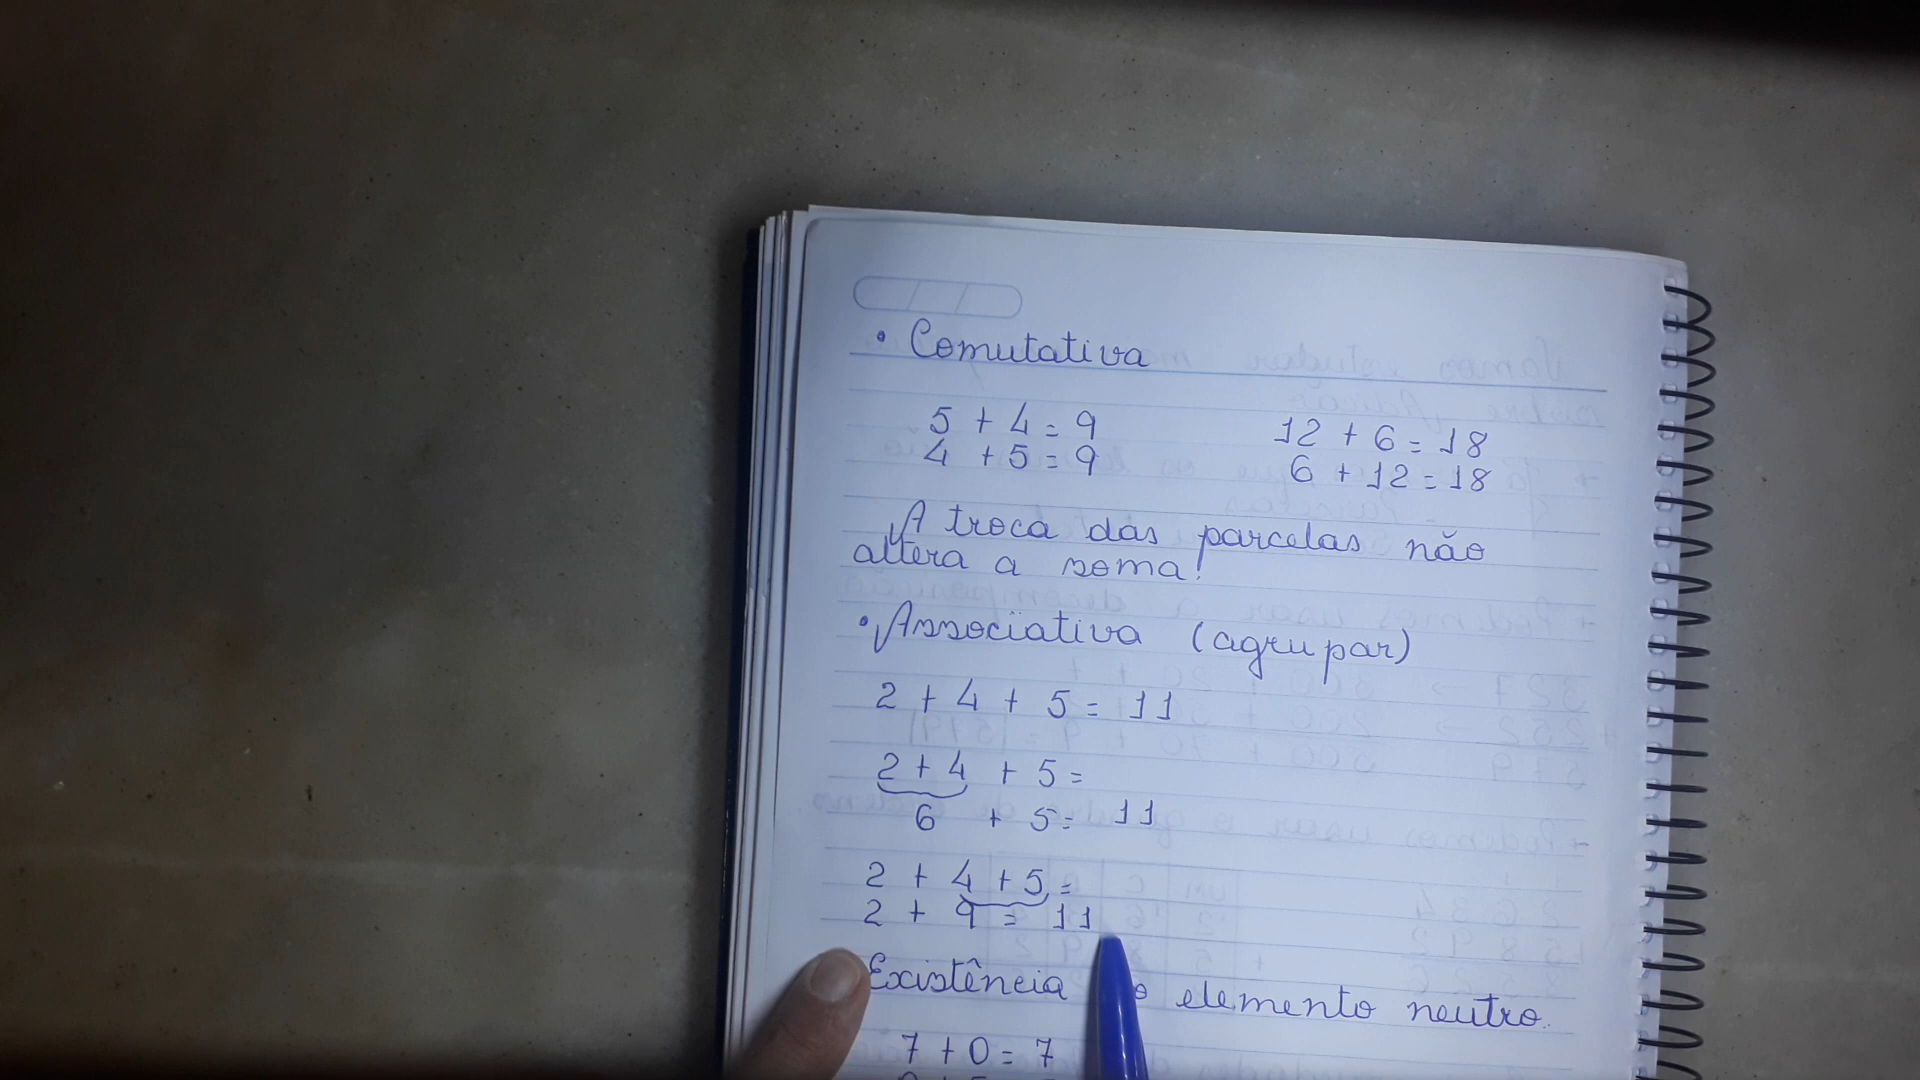 • Comutativa
5 + 4 = 9 12 + 6 = 18
4 + 5 = 9 6 + 12 = 18
A troca das parcelas não
altera a soma!
• Associativa (agrupar)
2 + 4 + 5 = 11
2 + 4 + 5 =
6 + 5 = 11
2 + 4 + 5 =
2 + 9 = 11
Existência elemento neutro.
7 + 0 = 7